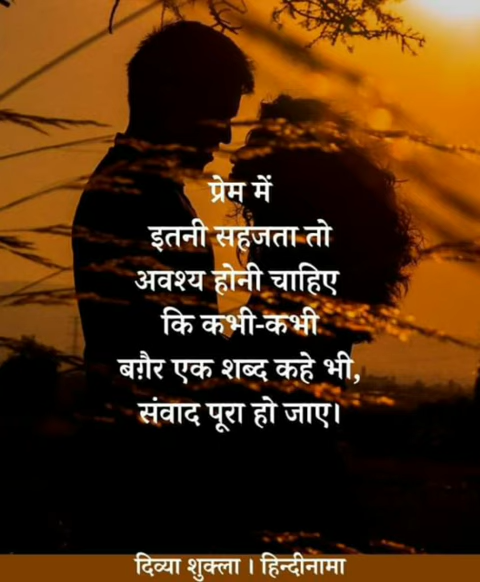 प्रेम में
इतनी सहजता तो
अवश्य होनी चाहिए
कि कभी-कभी
बग़ैर एक शब्द कहे भी,
संवाद पूरा हो जाए।
दिव्या शुक्ला । हिन्दीनामा